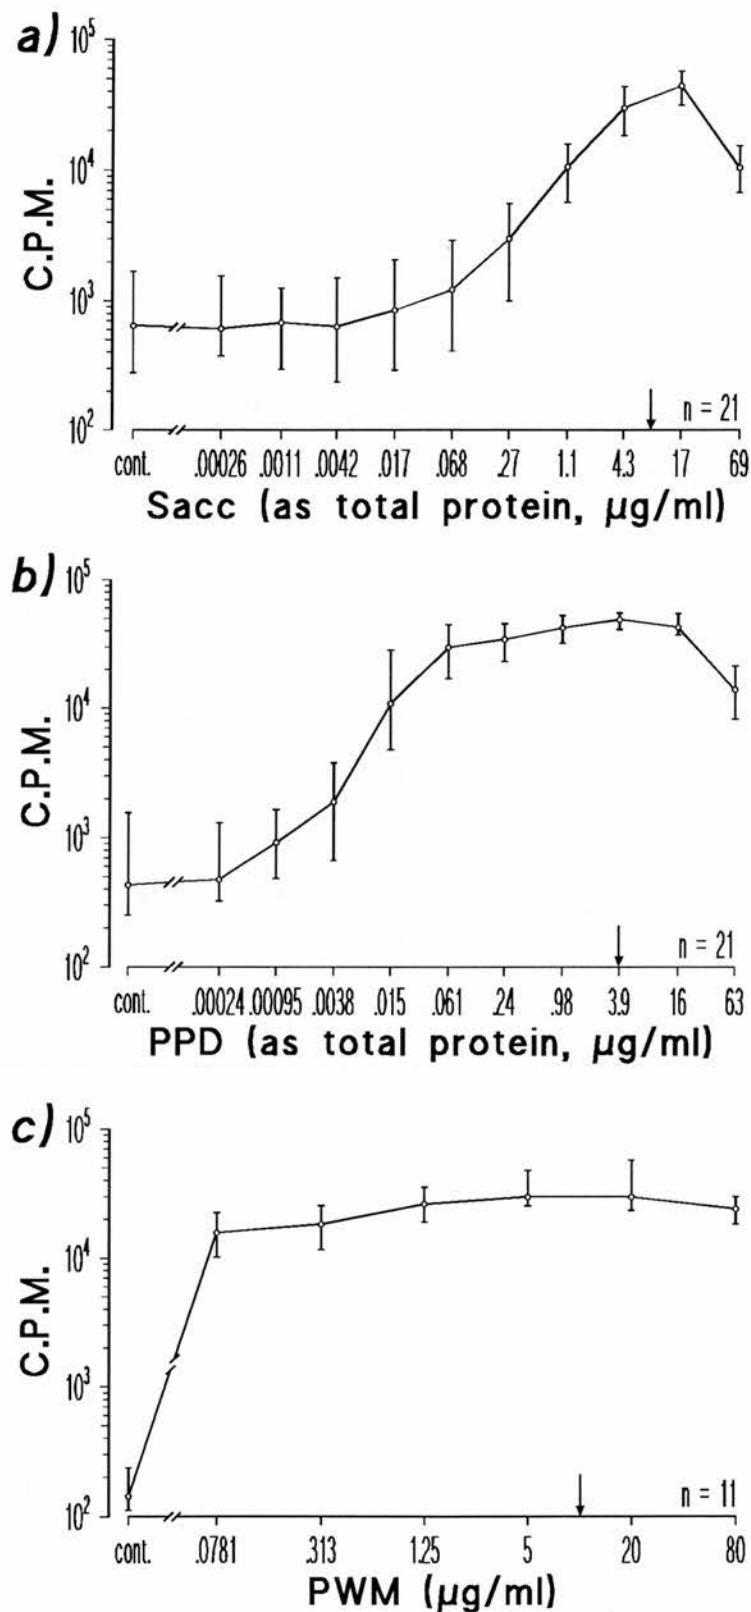 a)
10⁵
10⁴
10³
10²
C.P.M.
n = 21
cont. .00026 .0011 .0042 .017 .068 .27 1.1 4.3 17 69
Sacc (as total protein, µg/ml)
b)
10⁵
10⁴
10³
10²
C.P.M.
n = 21
cont. .00024 .00095 .0038 .015 .061 .24 .98 3.9 16 63
PPD (as total protein, µg/ml)
c)
10⁵
10⁴
10³
10²
C.P.M.
n = 11
cont. .0781 .313 1.25 5 20 80
PWM (µg/ml)